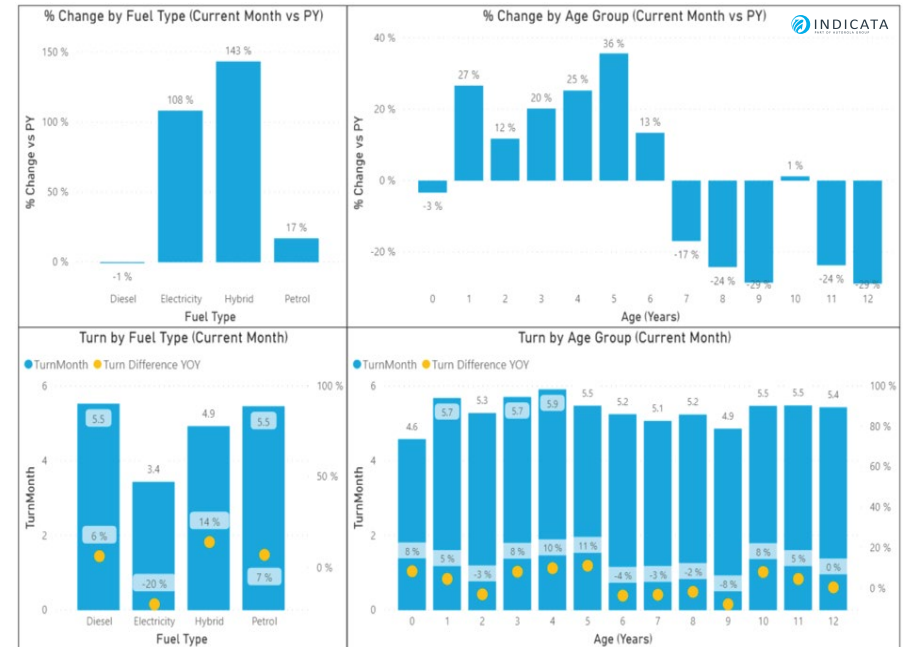 % Change by Fuel Type (Current Month vs PY)
% Change vs PY
150 %
100 %
50 %
0 %
-1 %
108 %
143 %
17 %
Diesel Electricity Hybrid Petrol
Fuel Type
% Change by Age Group (Current Month vs PY)
INDICATA
PART OF AUTOROLA GROUP
% Change vs PY
40 %
20 %
0 %
-20 %
-3 %
27 %
12 %
20 %
25 %
36 %
13 %
-17 %
-24 %
-29 %
1 %
-24 %
-29 %
0 1 2 3 4 5 6 7 8 9 10 11 12
Age (Years)
Turn by Fuel Type (Current Month)
TurnMonth Turn Difference YOY
TurnMonth
6
4
2
0
100 %
50 %
0 %
5.5
3.4
4.9
5.5
6 %
-20 %
14 %
7 %
Diesel Electricity Hybrid Petrol
Fuel Type
Turn by Age Group (Current Month)
TurnMonth Turn Difference YOY
TurnMonth
6
4
2
0
100 %
80 %
60 %
40 %
20 %
0 %
4.6 5.7 5.3 5.7 5.9 5.5 5.2 5.1 5.2 4.9 5.5 5.5 5.4
8 % 5 % -3 % 8 % 10 % 11 % -4 % -3 % -2 % -8 % 8 % 5 % 0 %
0 1 2 3 4 5 6 7 8 9 10 11 12
Age (Years)